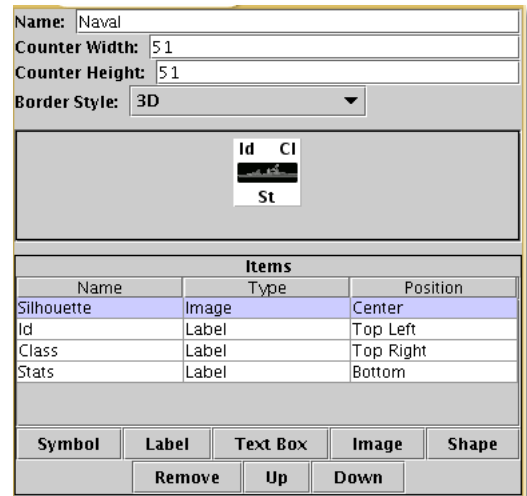 Name: Naval
Counter Width: 51
Counter Height: 51
Border Style: 3D
Id Cl
St
Items
Name Type Position
Silhouette Image Center
Id Label Top Left
Class Label Top Right
Stats Label Bottom
Symbol Label Text Box Image Shape
Remove Up Down